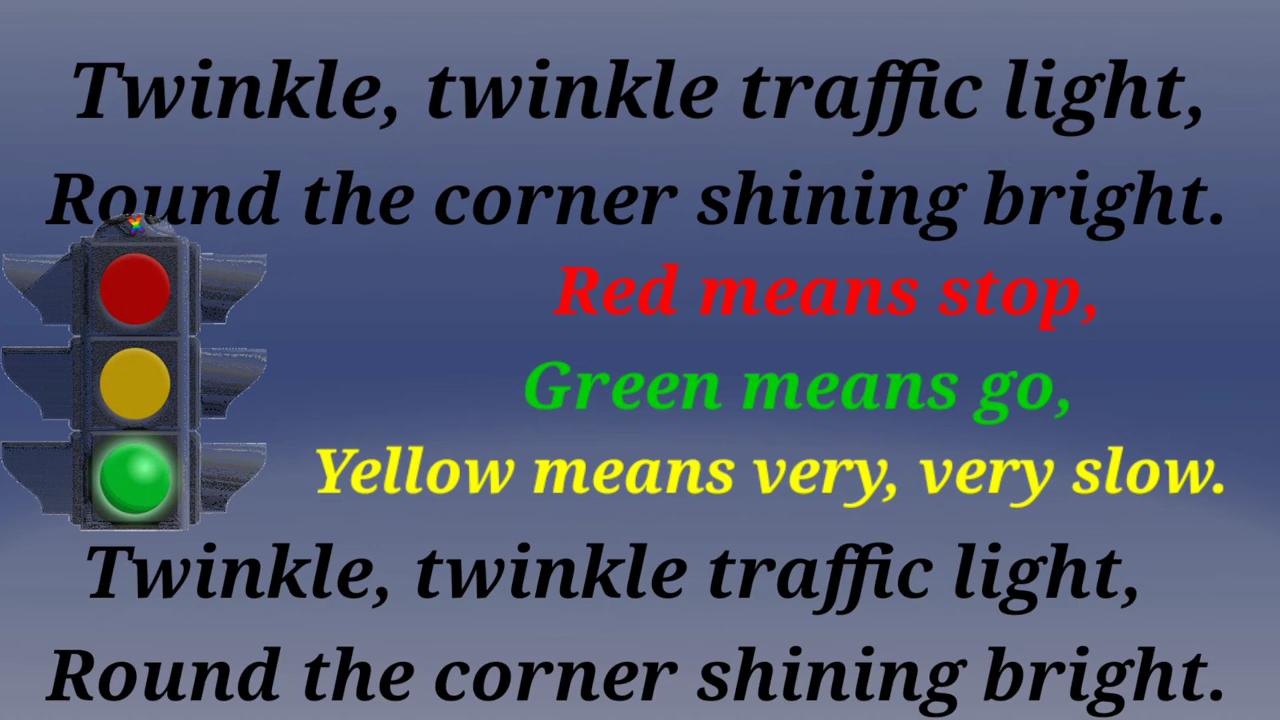 Twinkle, twinkle traffic light,
Round the corner shining bright.
Red means stop,
Green means go,
Yellow means very, very slow.
Twinkle, twinkle traffic light,
Round the corner shining bright.